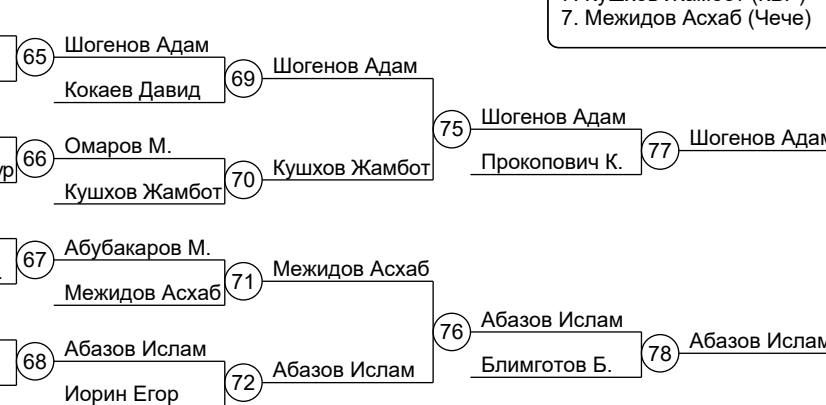 7. Межидов Асхаб (Чече)
65
Шогенов Адам
Кокаев Давид
69
Шогенов Адам
66
Омаров М.
Кушхов Жамбот
70
Кушхов Жамбот
75
Шогенов Адам
Прокопович К.
77
Шогенов Адам
67
Абубакаров М.
Межидов Асхаб
71
Межидов Асхаб
68
Абазов Ислам
Иорин Егор
72
Абазов Ислам
76
Абазов Ислам
Блимготов Б.
78
Абазов Ислам